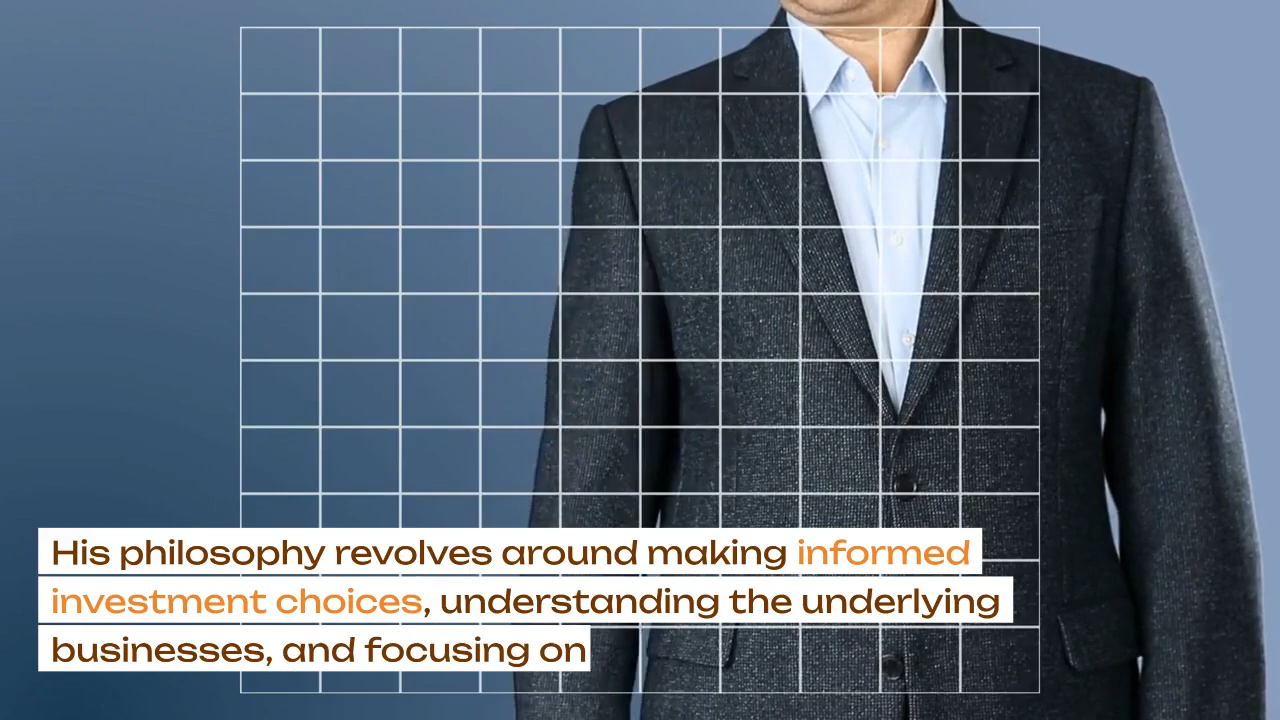 His philosophy revolves around making informed
investment choices, understanding the underlying
businesses, and focusing on